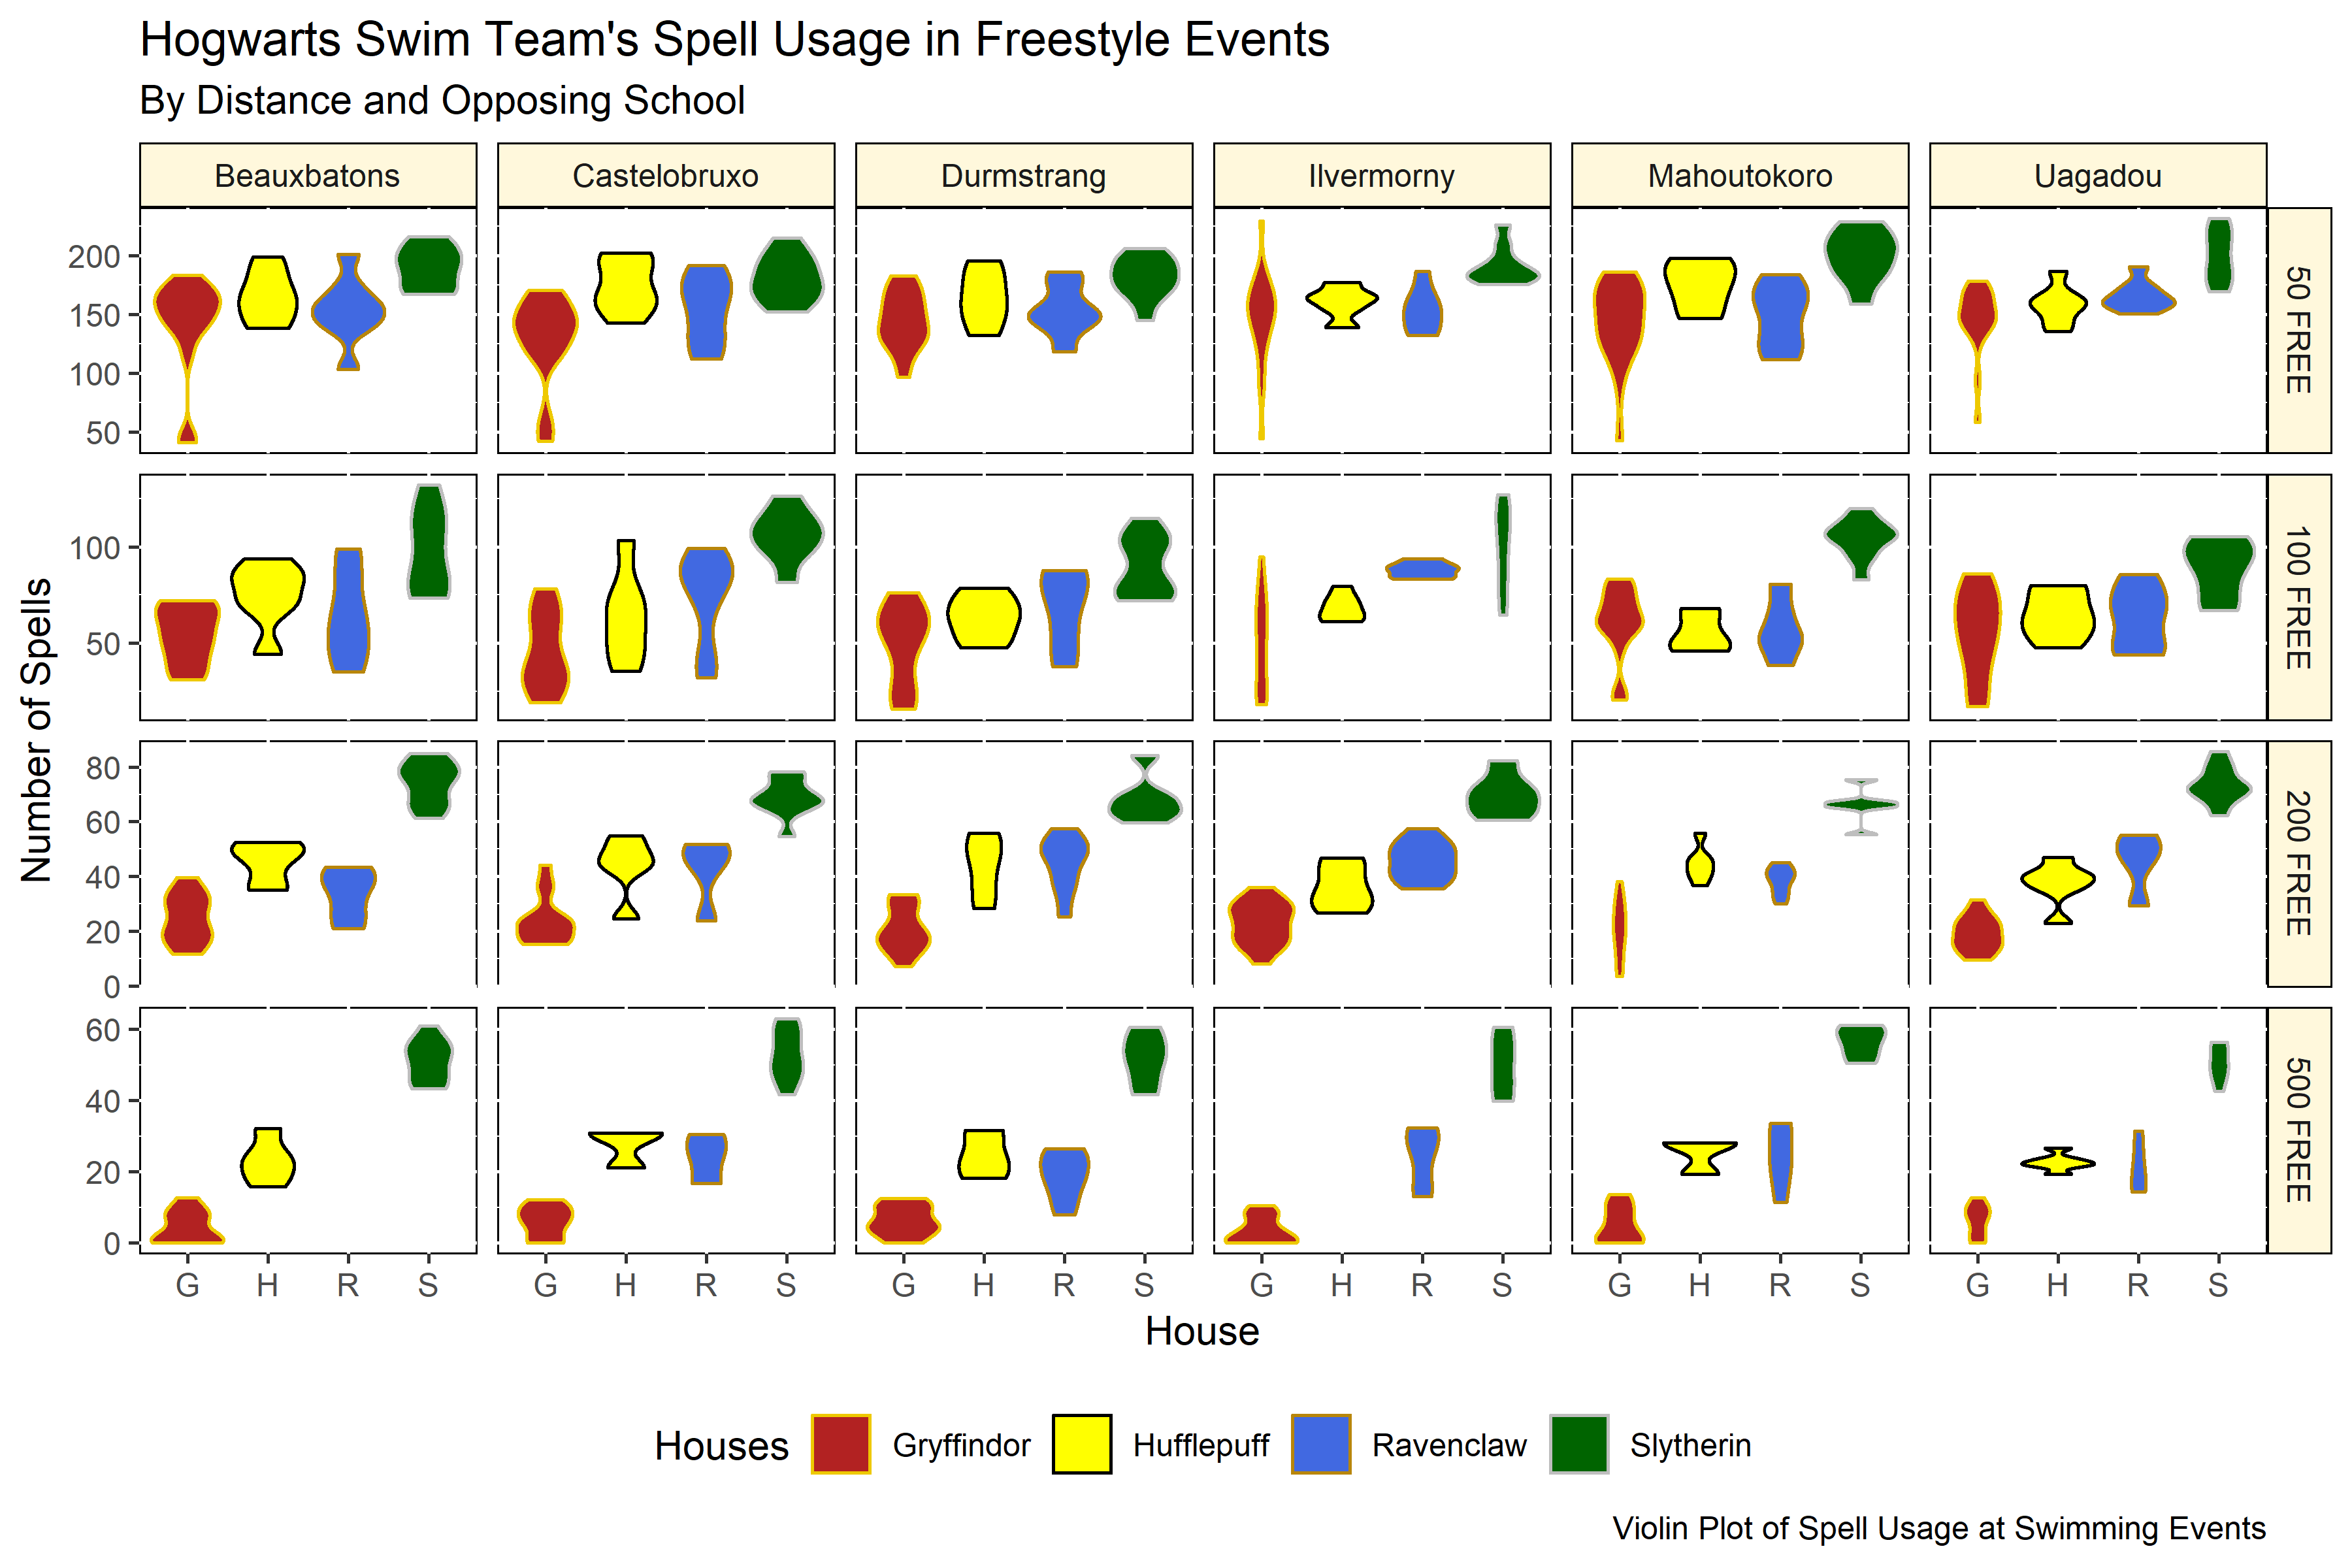 Hogwarts Swim Team's Spell Usage in Freestyle Events
By Distance and Opposing School
Beauxbatons Castelobruxo Durmstrang Ilvermorny Mahoutokoro Uagadou
Number of Spells
200
150
100
50
50 FREE
100
50
100 FREE
80
60
40
20
0
200 FREE
60
40
20
0
500 FREE
G H R S G H R S G H R S G H R S G H R S G H R S
House
Houses Gryffindor Hufflepuff Ravenclaw Slytherin
Violin Plot of Spell Usage at Swimming Events